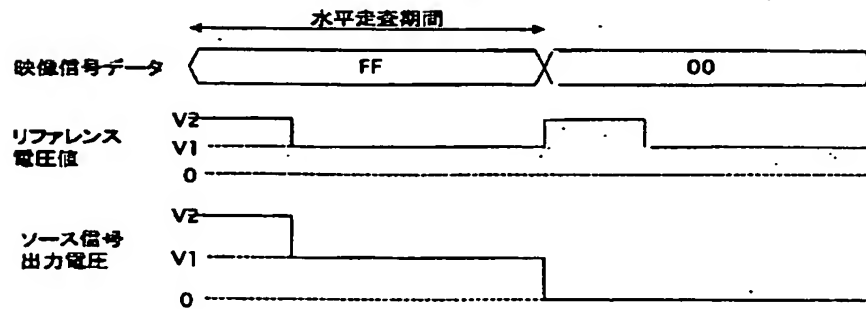 水平走査期間
映像信号データ
FF
00
リファレンス
電圧値
V2
V1
0
ソース信号
出力電圧
V2
V1
0